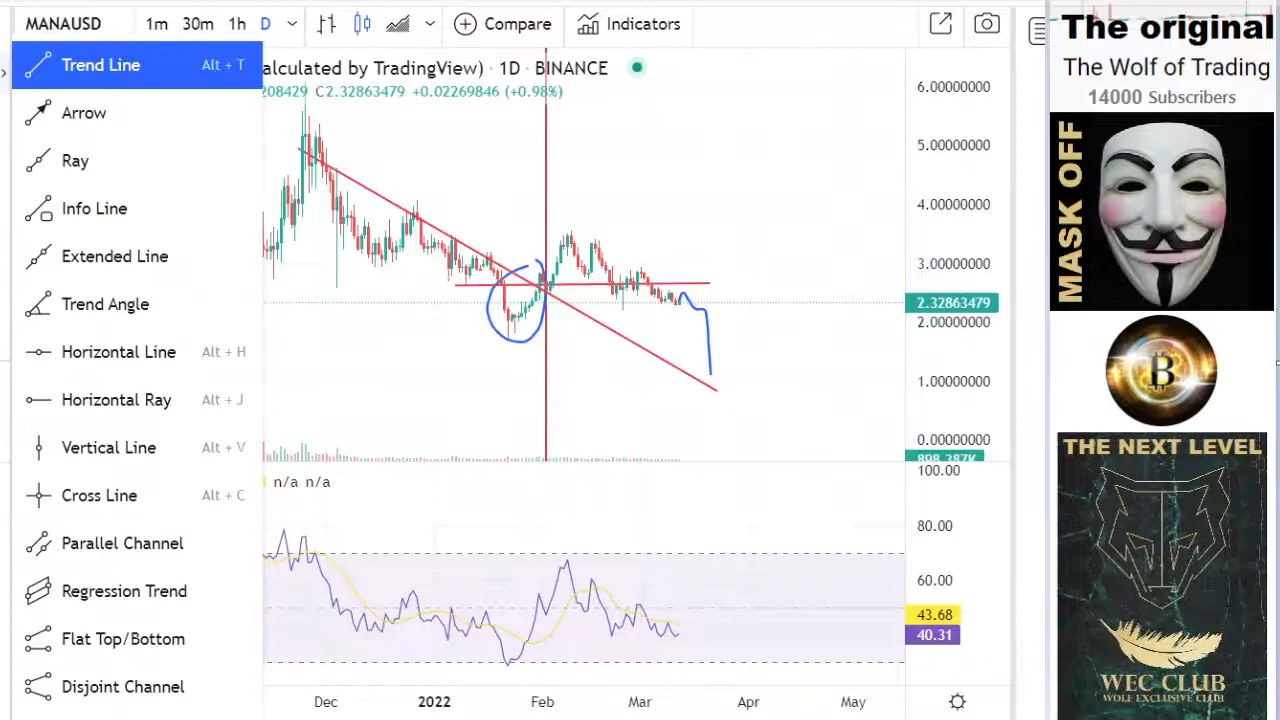 MANAUSD 1m 30m 1h D Compare Indicators
Trend Line Alt + T
alculated by TradingView) · 1D · BINANCE
208429 C2.32863479 +0.02269846 (+0.98%)
Arrow
Ray
Info Line
Extended Line
Trend Angle
Horizontal Line Alt + H
Horizontal Ray Alt + J
Vertical Line Alt + V
Cross Line Alt + C
Parallel Channel
Regression Trend
Flat Top/Bottom
Disjoint Channel
6.00000000
5.00000000
4.00000000
3.00000000
2.32863479
2.00000000
1.00000000
0.00000000
898.387K
100.00
n/a n/a
80.00
60.00
43.68
40.31
Dec 2022 Feb Mar Apr May
The original
The Wolf of Trading
14000 Subscribers
MASK OFF
B
THE NEXT LEVEL
WEC CLUB
WOLF EXCLUSIVE CLUB